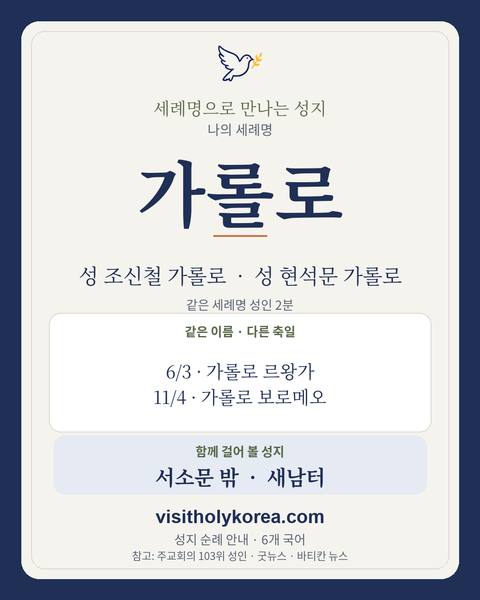 세례명으로 만나는 성지
나의 세례명
가롤로
성 조신철 가롤로 · 성 현석문 가롤로
같은 세례명 성인 2분
같은 이름 · 다른 축일
6/3 · 가롤로 르왕가
11/4 · 가롤로 보로메오
함께 걸어 볼 성지
서소문 밖 · 새남터
visitholykorea.com
성지 순례 안내 · 6개 국어
참고: 주교회의 103위 성인 · 굿뉴스 · 바티칸 뉴스